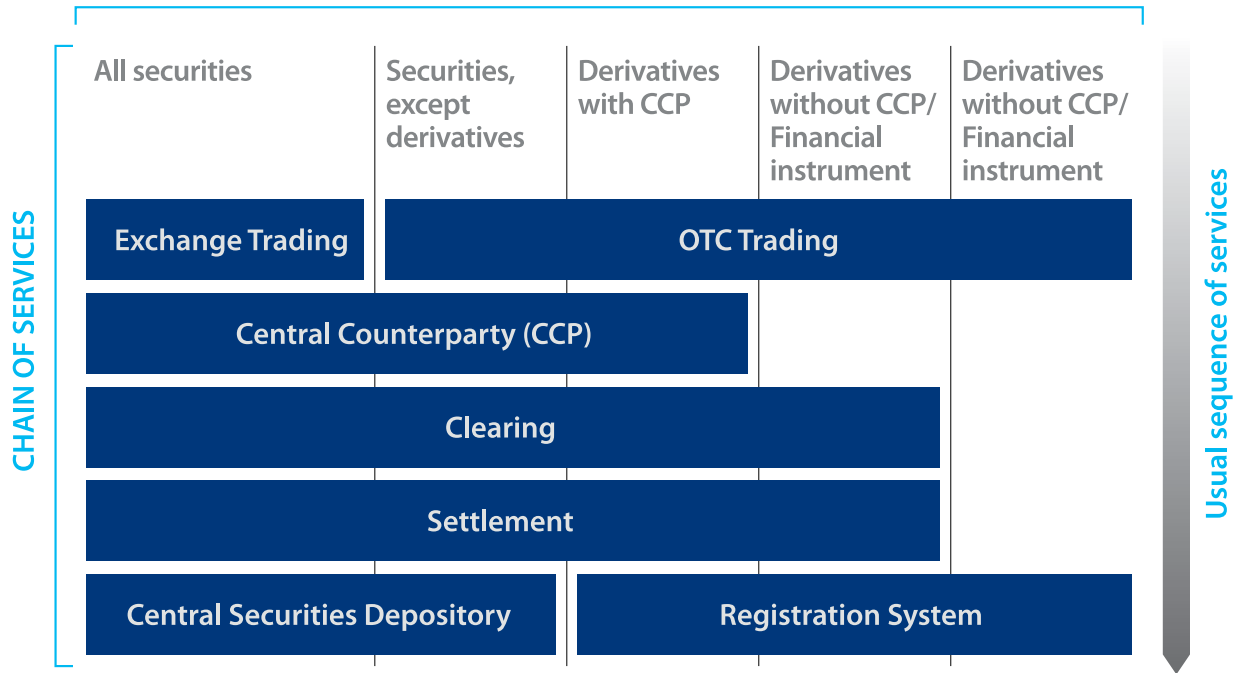 All securities
Securities,
except
derivatives
Derivatives
with CCP
Derivatives
without CCP/
Financial
instrument
Derivatives
without CCP/
Financial
instrument
CHAIN OF SERVICES
Exchange Trading
OTC Trading
Central Counterparty (CCP)
Clearing
Settlement
Central Securities Depository
Registration System
Usual sequence of services